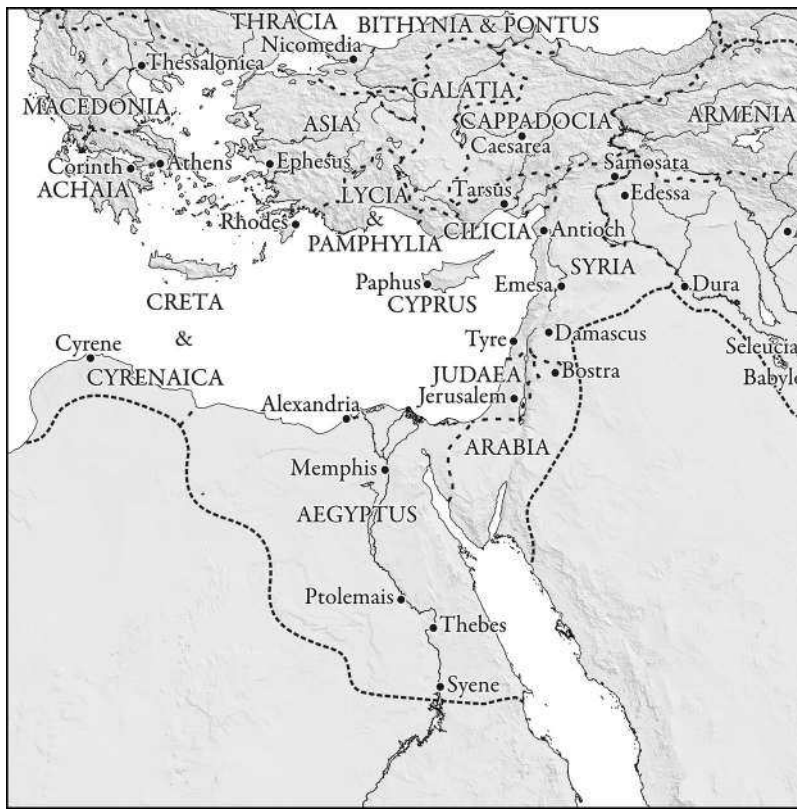 THRACIA
BITHYNIA & PONTUS
Nicomedia
Thessalonica
GALATIA
MACEDONIA
ASIA
CAPPADOCIA
ARMENIA
Caesarea
Corinth
Athens
Ephesus
Samosata
ACHAIA
LYCIA
&
PAMPHYLIA
Tarsus
Edessa
Rhodes
CILICIA
Antioch
SYRIA
Paphus
CYPRUS
Emesa
Dura
CRETA
&
CYRENAICA
Cyrene
Tyre
Damascus
Seleucia
JUDAEA
Bostra
Babylo
Jerusalem
Alexandria
ARABIA
Memphis
AEGYPTUS
Ptolemais
Thebes
Syene